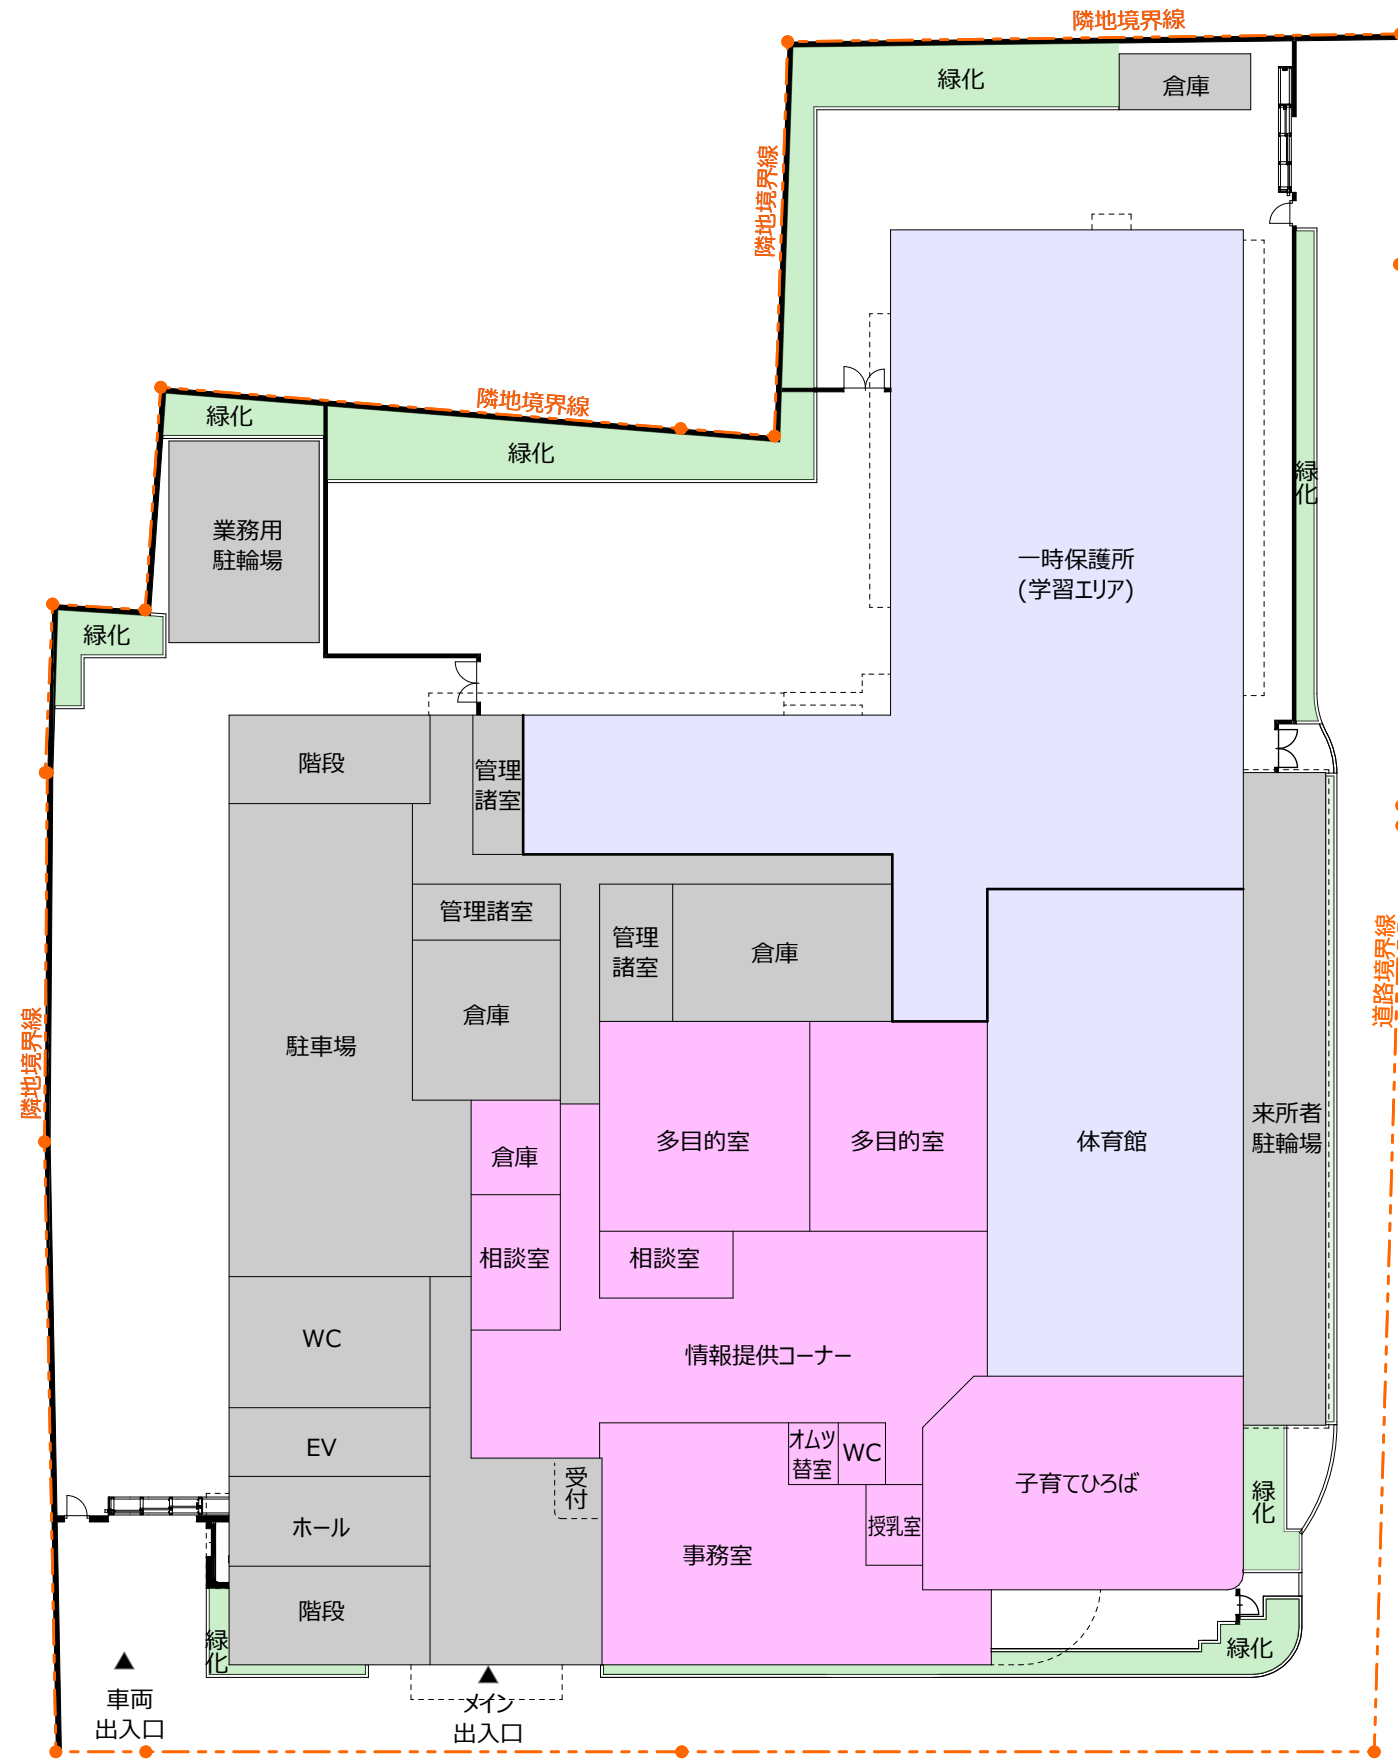 隣地境界線
緑化
倉庫
隣地境界線
隣地境界線
緑化
緑化
緑化
業務用
駐輪場
一時保護所
(学習エリア)
緑化
階段
管理
諸室
管理諸室
管理
諸室
倉庫
道路境界線
倉庫
駐車場
隣地境界線
多目的室
多目的室
体育館
来所者
駐輪場
倉庫
相談室
相談室
WC
情報提供コーナー
EV
オムツ
替室
WC
受付
子育てひろば
緑化
ホール
授乳室
事務室
階段
緑化
緑化
車両
出入口
メイン
出入口